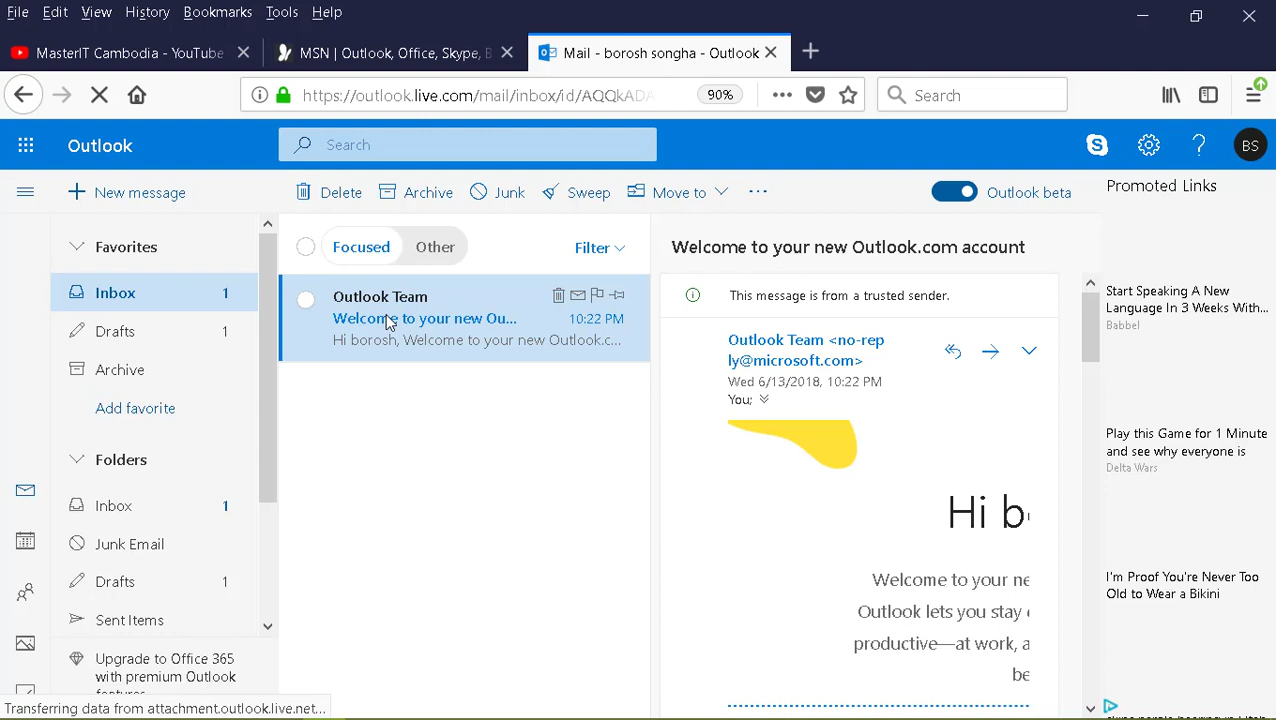 File Edit View History Bookmarks Tools Help
MasterIT Cambodia - YouTube
MSN | Outlook, Office, Skype, B
Mail - borosh songha - Outlook
https://outlook.live.com/mail/inbox/id/AQQkADA
90%
Search
Outlook
Search
BS
New message
Delete
Archive
Junk
Sweep
Move to
Outlook beta
Promoted Links
Favorites
Inbox 1
Drafts 1
Archive
Add favorite
Folders
Inbox 1
Junk Email
Drafts 1
Sent Items
Upgrade to Office 365
with premium Outlook
features
Focused
Other
Filter
Outlook Team
Welcome to your new Ou...
10:22 PM
Hi borosh, Welcome to your new Outlook.c...
Welcome to your new Outlook.com account
This message is from a trusted sender.
Outlook Team <no-rep
ly@microsoft.com>
Wed 6/13/2018, 10:22 PM
You;
Hi b
Welcome to your ne
Outlook lets you stay
productive—at work, a
be
Start Speaking A New
Language In 3 Weeks With...
Babbel
Play this Game for 1 Minute
and see why everyone is
Delta Wars
I'm Proof You're Never Too
Old to Wear a Bikini
Transferring data from attachment.outlook.live.net...